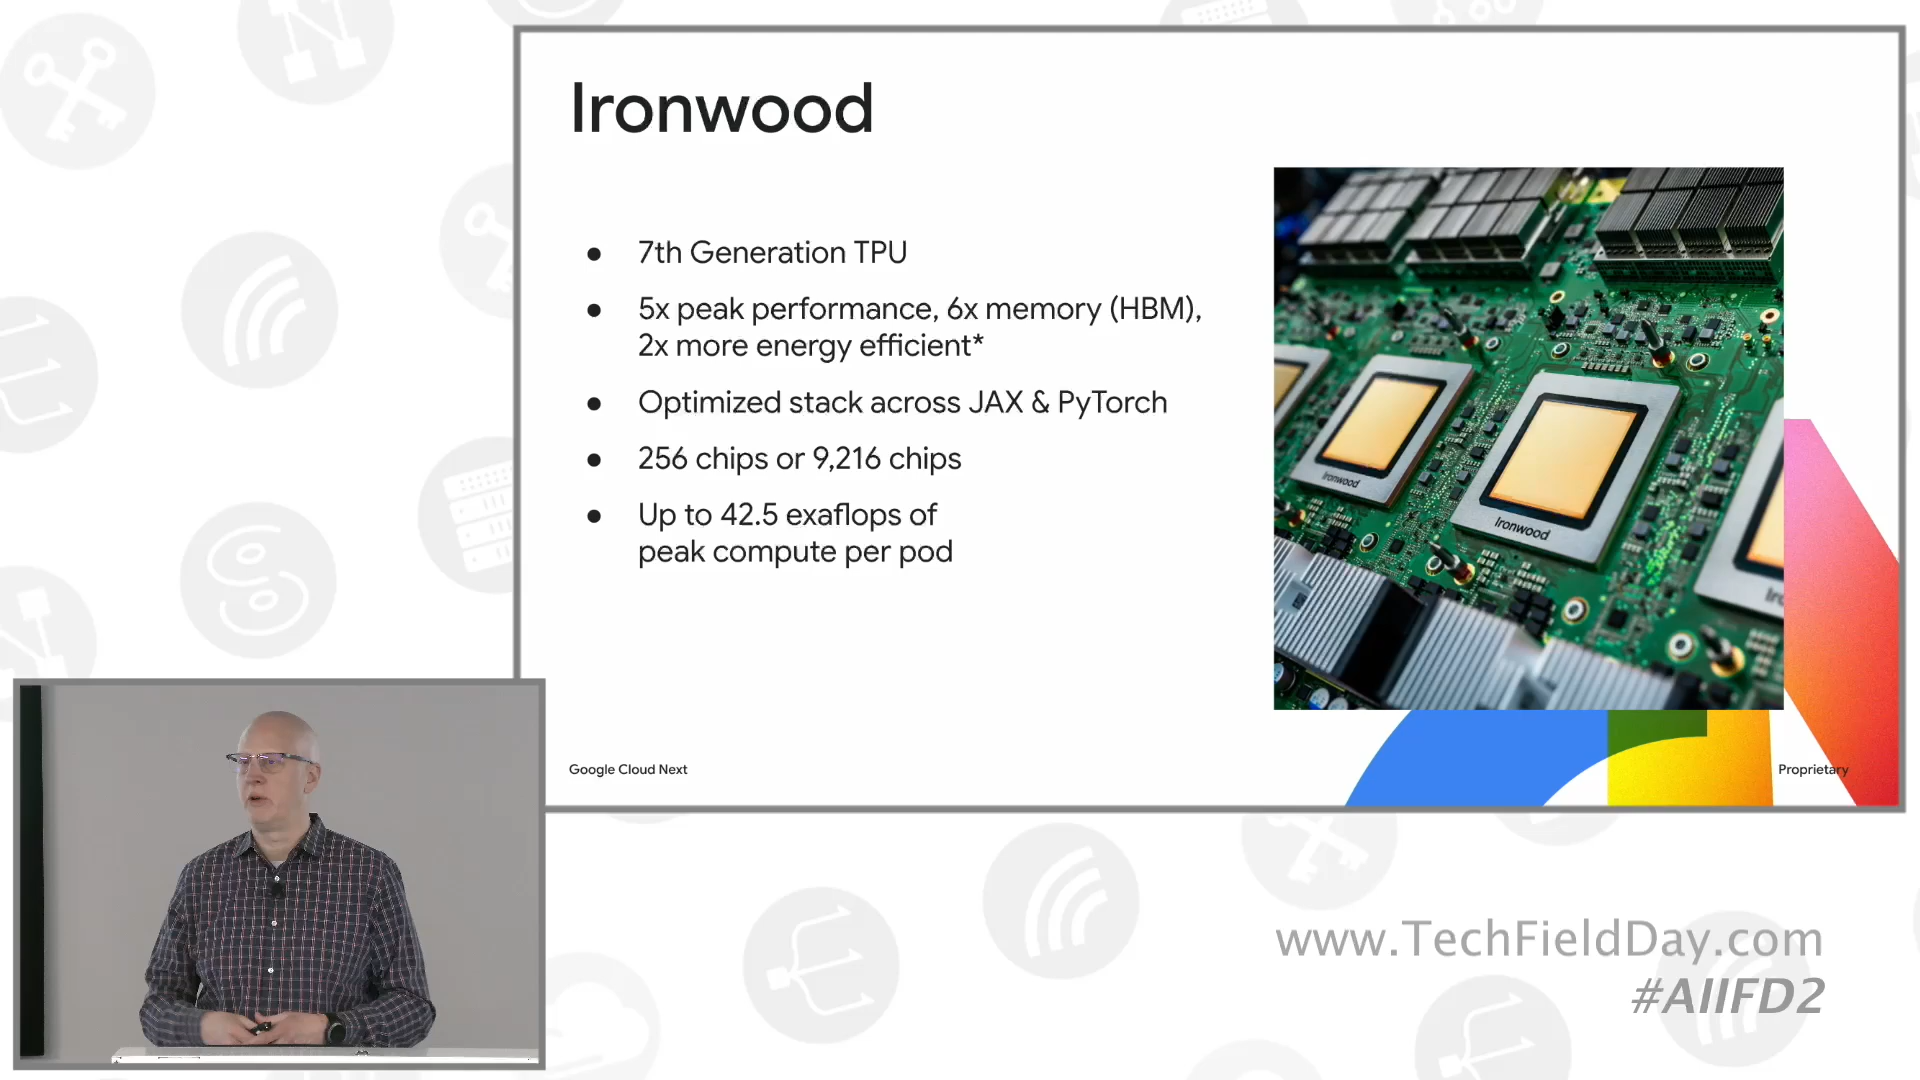 Ironwood
● 7th Generation TPU
● 5x peak performance, 6x memory (HBM),
2x more energy efficient*
● Optimized stack across JAX & PyTorch
● 256 chips or 9,216 chips
● Up to 42.5 exaflops of
peak compute per pod
Ironwood
Ironwood
Google Cloud Next
Proprietary
www.TechFieldDay.com
#AIIFD2